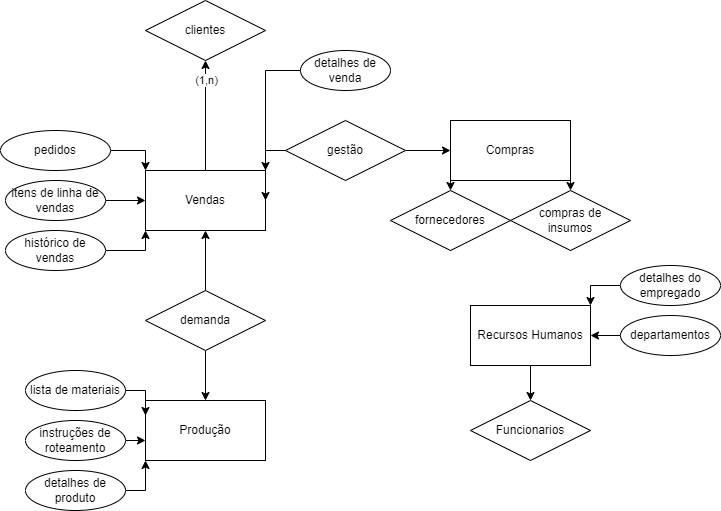 clientes
(1,n)
detalhes de
venda
pedidos
gestão
Compras
itens de linha de
vendas
Vendas
fornecedores
compras de
insumos
histórico de
vendas
detalhes do
empregado
demanda
Recursos Humanos
departamentos
lista de materiais
Produção
Funcionarios
instruções de
roteamento
detalhes de
produto